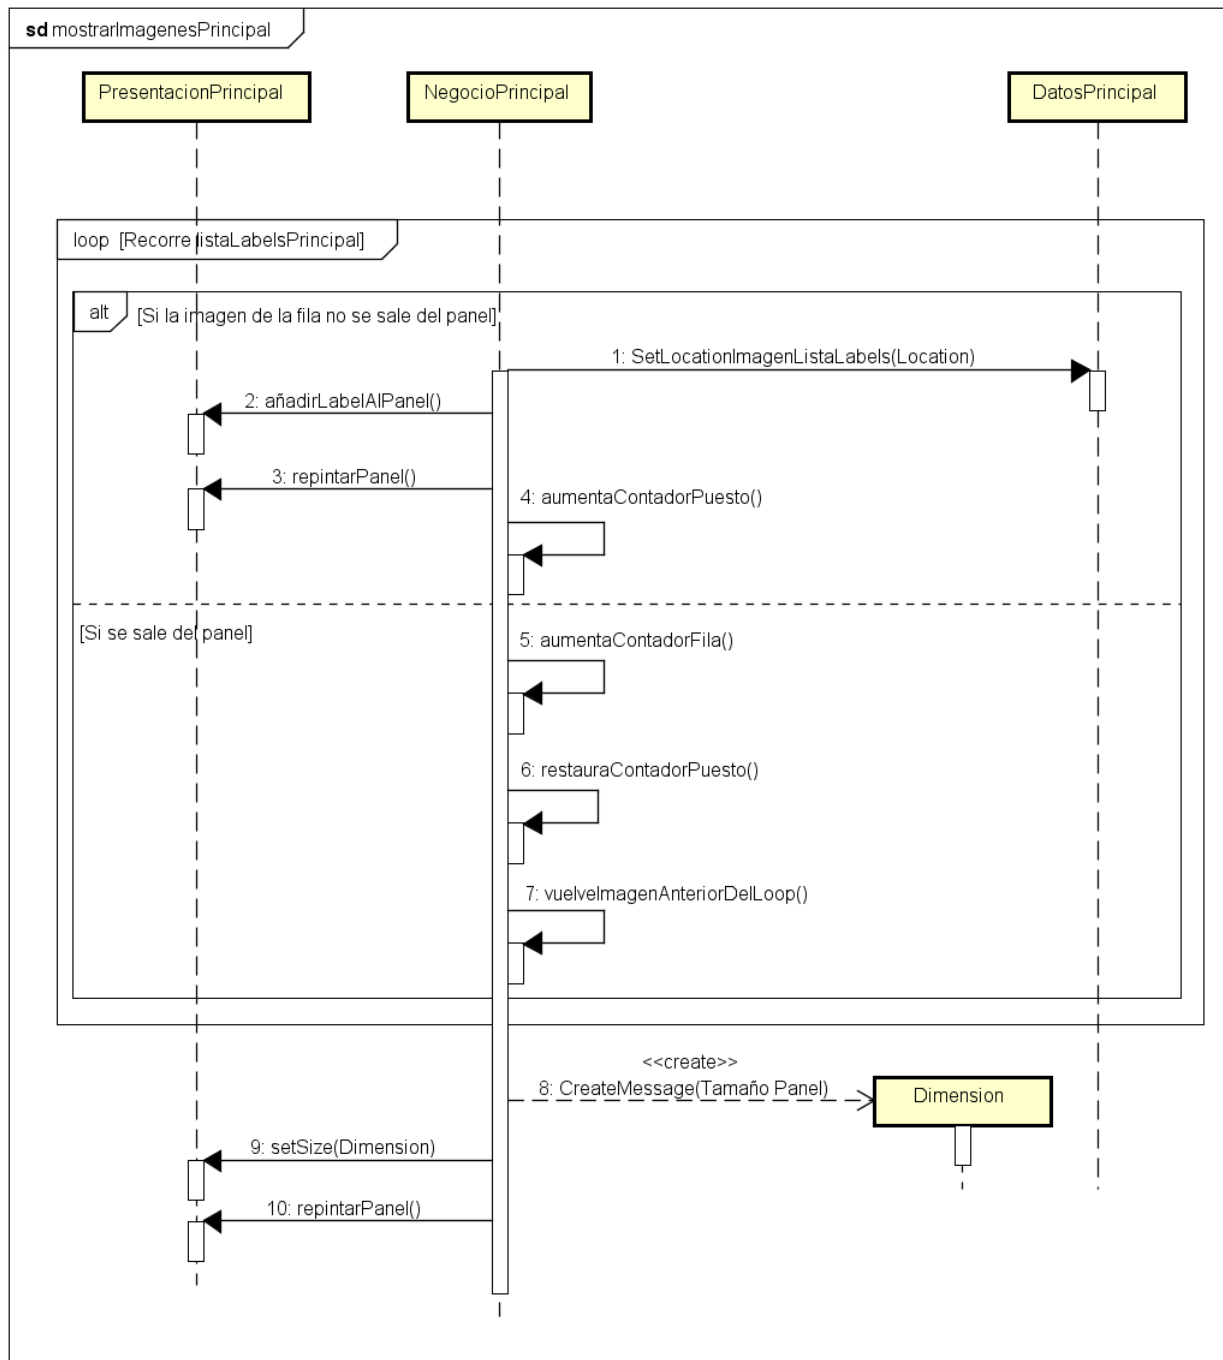 sd mostrarImagenesPrincipal
PresentacionPrincipal
NegocioPrincipal
DatosPrincipal
loop [Recorre listaLabelsPrincipal]
alt [Si la imagen de la fila no se sale del panel]
1: SetLocationImagenListaLabels(Location)
2: añadirLabelAlPanel()
3: repintarPanel()
4: aumentaContadorPuesto()
[Si se sale del panel]
5: aumentaContadorFila()
6: restauraContadorPuesto()
7: vuelveImagenAnteriorDelLoop()
<<create>>
8: CreateMessage(Tamaño Panel)
Dimension
9: setSize(Dimension)
10: repintarPanel()